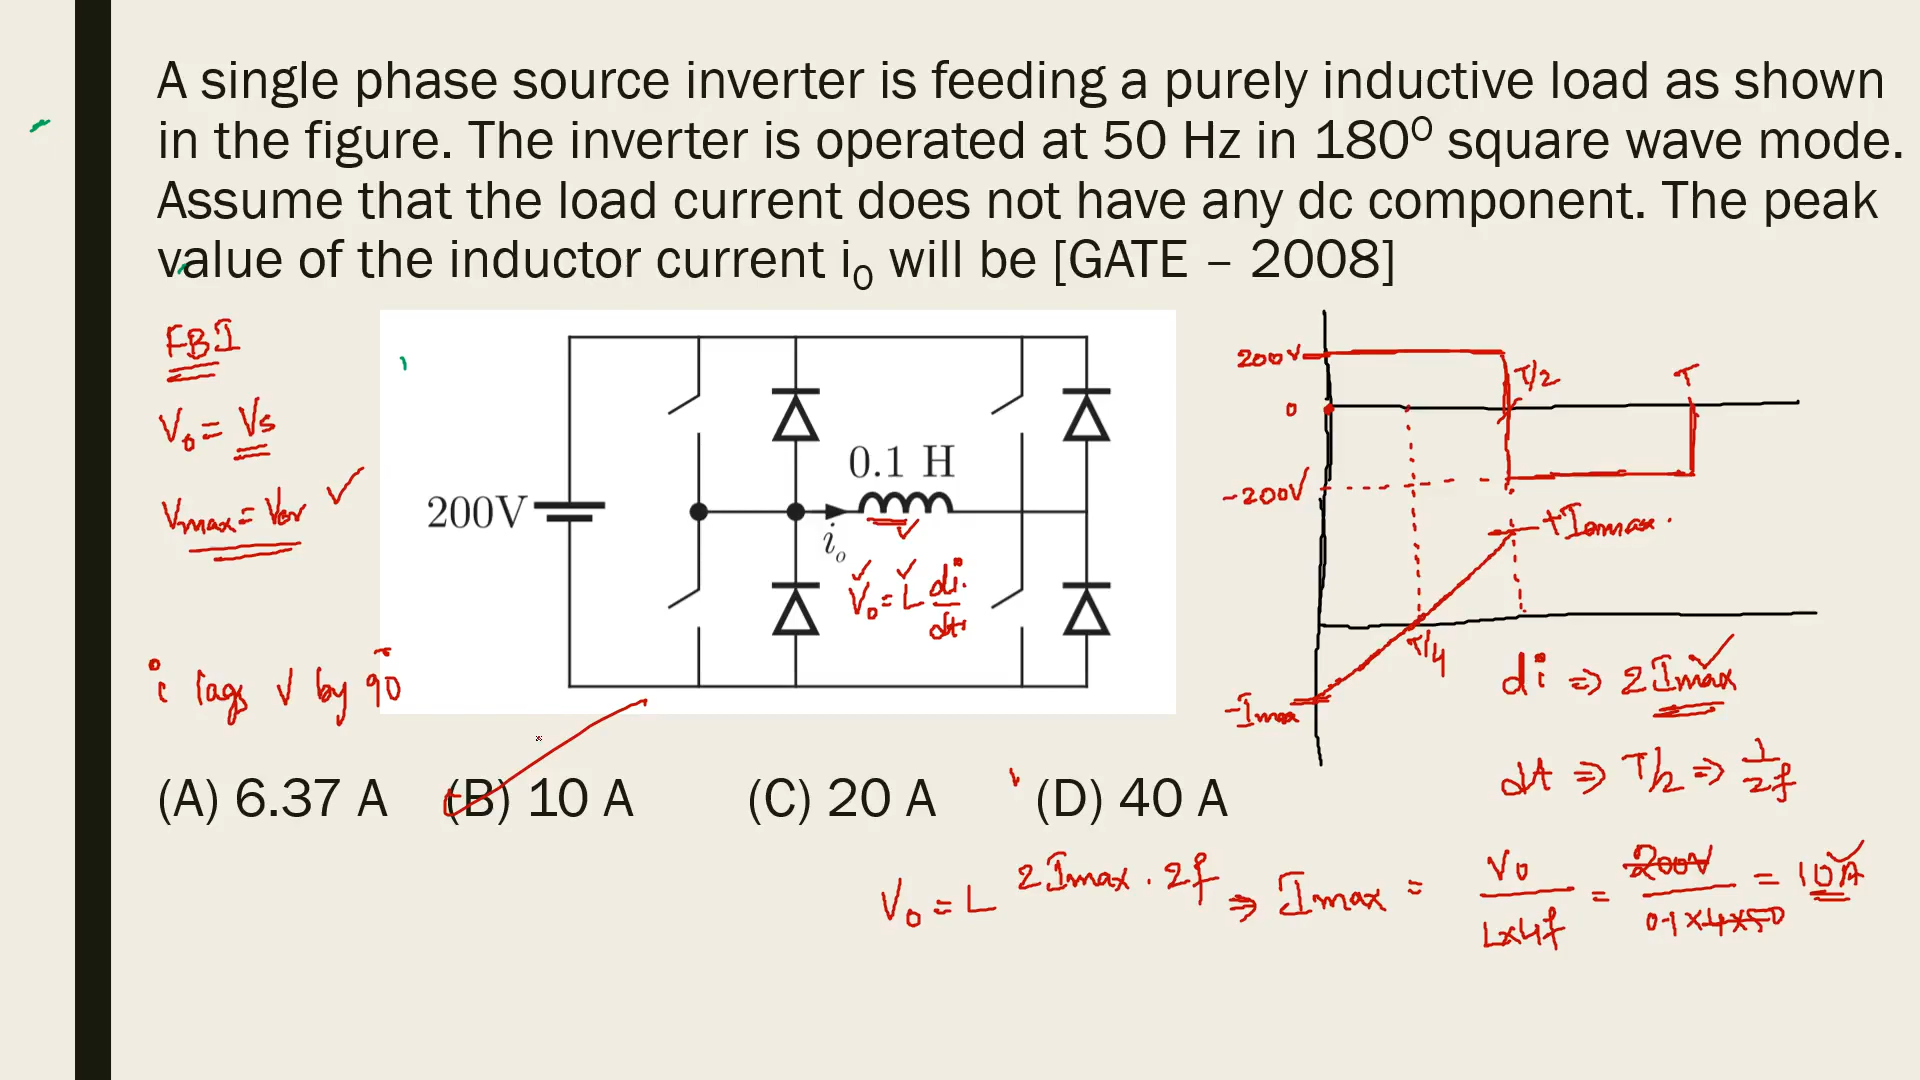 A single phase source inverter is feeding a purely inductive load as shown
in the figure. The inverter is operated at 50 Hz in 180⁰ square wave mode.
Assume that the load current does not have any dc component. The peak
value of the inductor current i₀ will be [GATE – 2008]
FBI
V₀ = Vs
Vmax = Vor ✓
i lags V by 90
200V
0.1 H
iₒ
V₀ = L di/dt
200V
0
-200V
T/2
T
+Iomax.
T/4
-Imax
di ⇒ 2Imax
dt ⇒ T/2 ⇒ 1/2f
(A) 6.37 A (B) 10 A (C) 20 A (D) 40 A
V₀ = L 2Imax . 2f ⇒ Imax = V₀/L×4f = 200V/0.1×4×50 = 10A